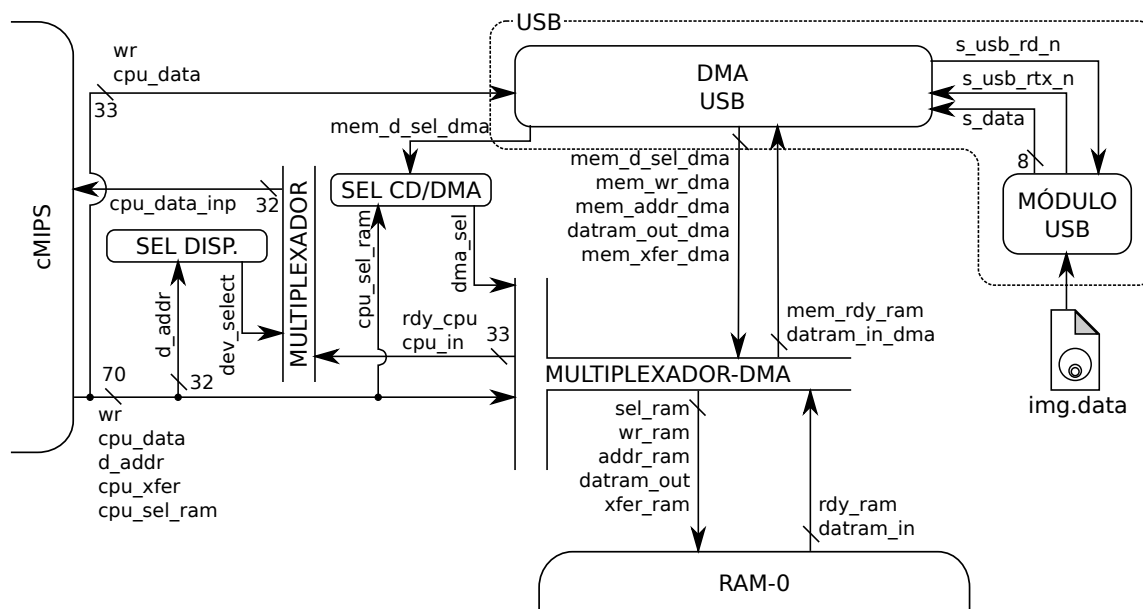 USB
wr
cpu_data
33
DMA
USB
s_usb_rd_n
s_usb_rtx_n
s_data
8
mem_d_sel_dma
mem_d_sel_dma
mem_wr_dma
mem_addr_dma
datram_out_dma
mem_xfer_dma
cMIPS
cpu_data_inp
32
MULTIPLEXADOR
SEL CD/DMA
MÓDULO
USB
SEL DISP.
d_addr
32
dev_select
cpu_sel_ram
dma_sel
rdy_cpu
cpu_in
33
mem_rdy_ram
datram_in_dma
img.data
MULTIPLEXADOR-DMA
70
wr
cpu_data
d_addr
cpu_xfer
cpu_sel_ram
sel_ram
wr_ram
addr_ram
datram_out
xfer_ram
rdy_ram
datram_in
RAM-0